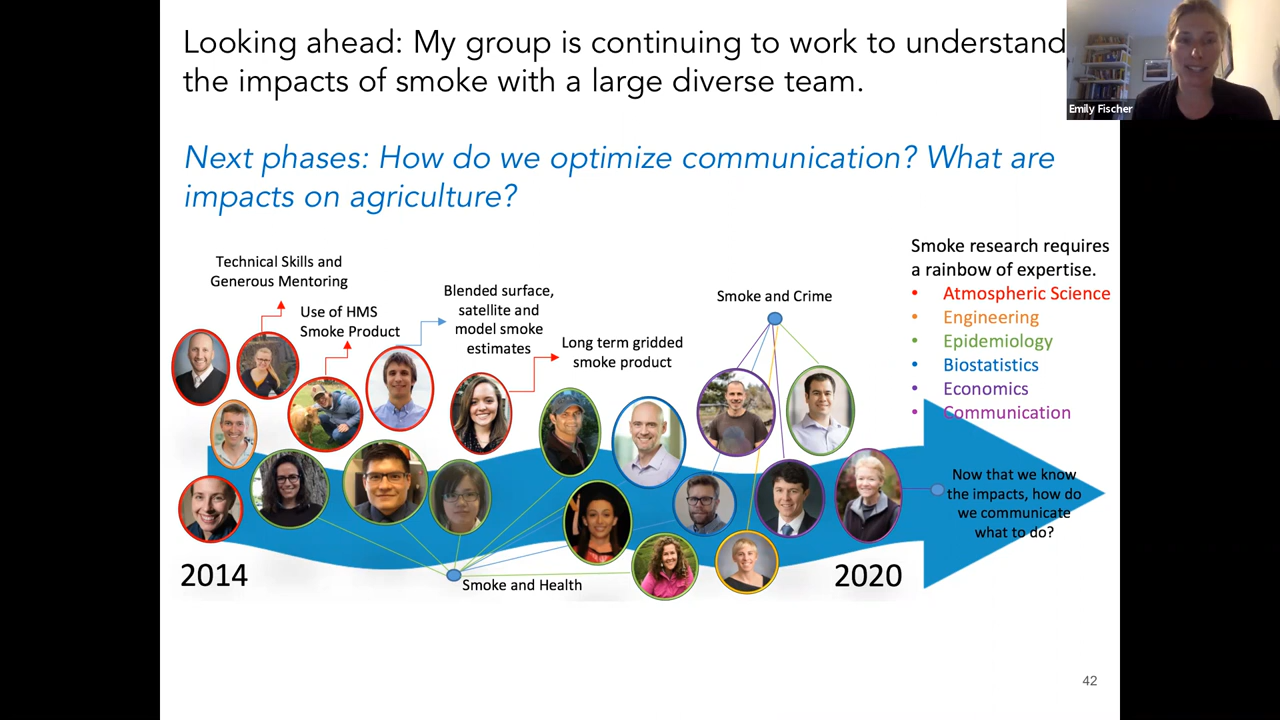 Looking ahead: My group is continuing to work to understand
the impacts of smoke with a large diverse team.
Emily Fischer
Next phases: How do we optimize communication? What are
impacts on agriculture?
Smoke research requires
a rainbow of expertise.
• Atmospheric Science
• Engineering
• Epidemiology
• Biostatistics
• Economics
• Communication
Technical Skills and
Generous Mentoring
Use of HMS
Smoke Product
Blended surface,
satellite and
model smoke
estimates
Long term gridded
smoke product
Smoke and Crime
Now that we know
the impacts, how do
we communicate
what to do?
2014
Smoke and Health
2020
42